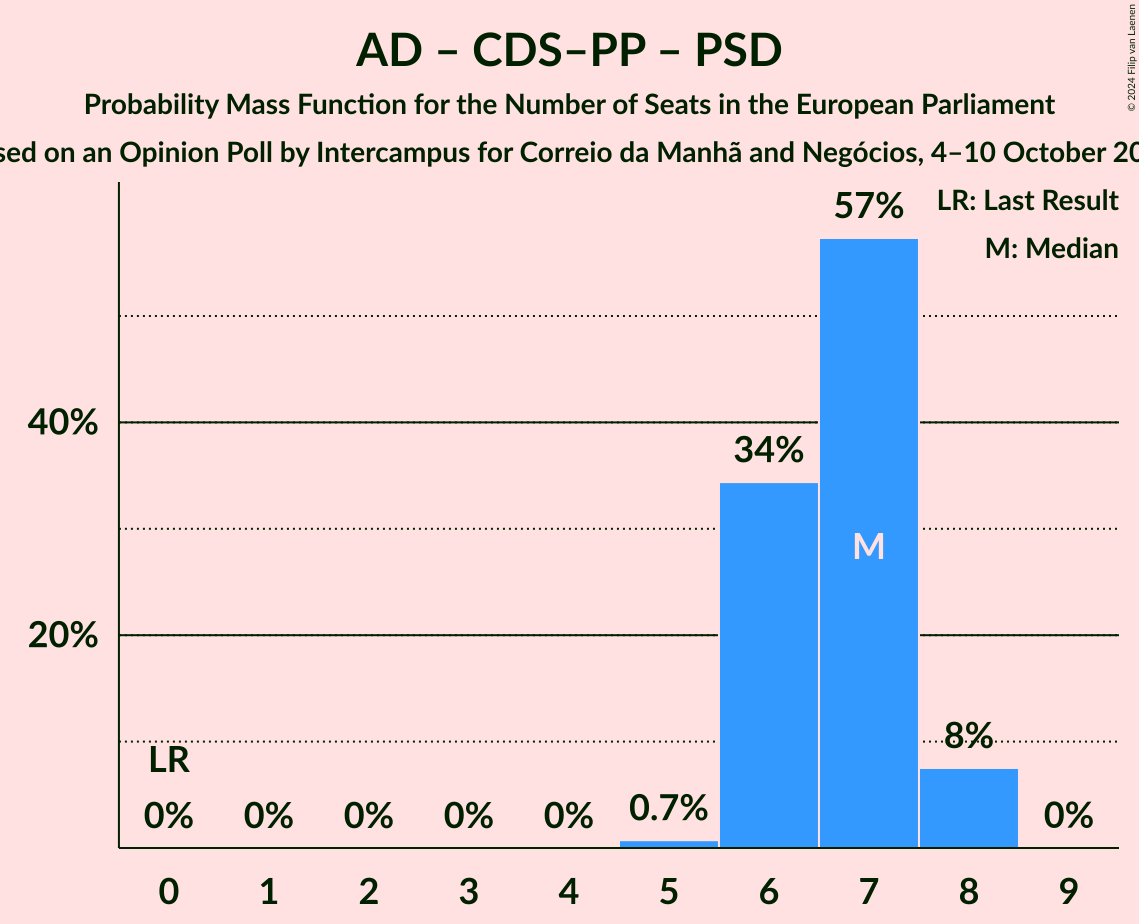 AD – CDS–PP – PSD
Probability Mass Function for the Number of Seats in the European Parliament
on an Opinion Poll by Intercampus for Correio da Manhã and Negócios, 4–10 October
© 2024 Filip van Laenen
LR: Last Result
M: Median
57%
40%
34%
M
20%
8%
LR
0% 0% 0% 0% 0% 0.7% 0%
0 1 2 3 4 5 6 7 8 9